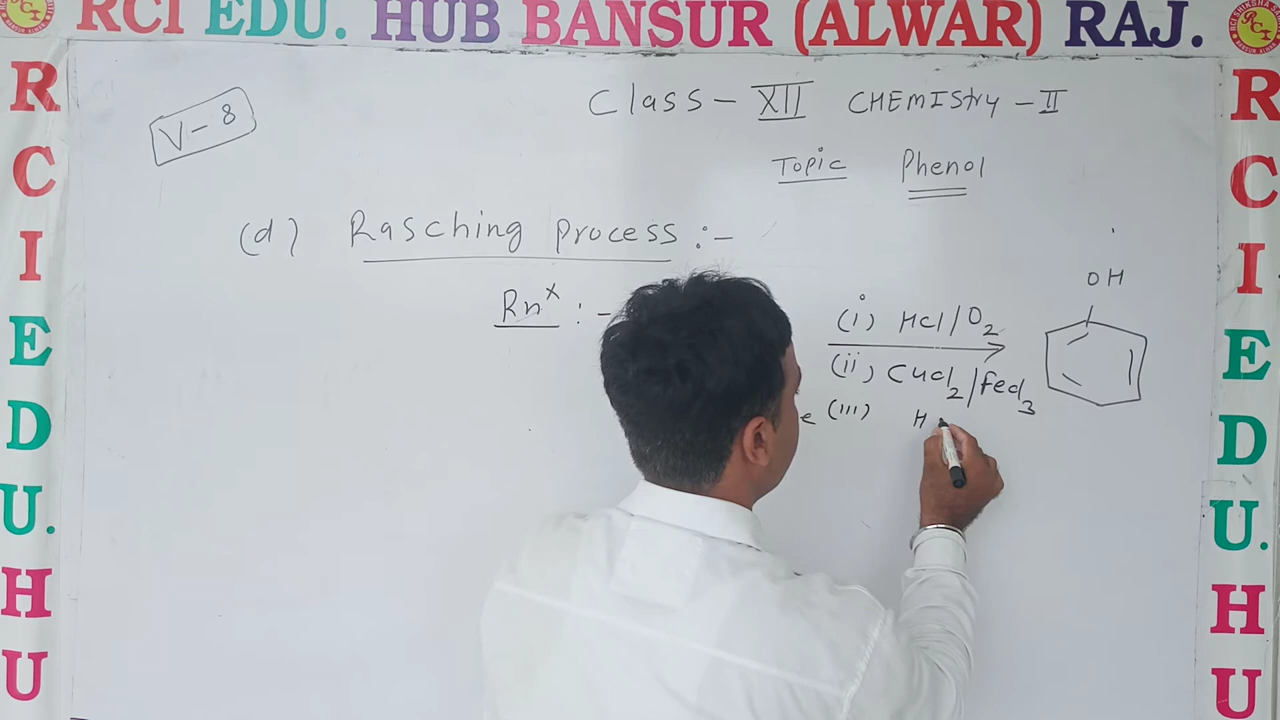 RCI EDU. HUB BANSUR (ALWAR) RAJ.
R
C
I
E
D
U.
H
U
R
C
I
E
D
U.
H
U
V-8
Class - XII CHEMIStry - II
Topic Phenol
(d) Rasching Process :-
Rnˣ :-
(i) HCl/O₂
(ii) CuCl₂/FeCl₃
e (iii) H
OH